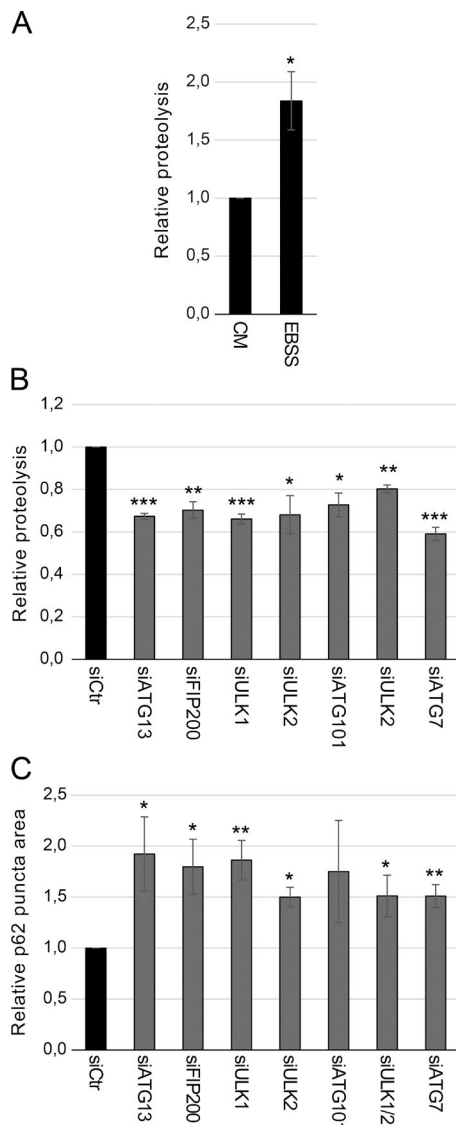 A
Relative proteolysis
2,5
2,0
1,5
1,0
0,5
0,0
*
CM
EBSS
B
Relative proteolysis
1,2
1,0
0,8
0,6
0,4
0,2
0,0
*** ** *** * * ** ***
siCtr
siATG13
siFIP200
siULK1
siULK2
siATG101
siULK2
siATG7
C
Relative p62 puncta area
2,5
2,0
1,5
1,0
0,5
0,0
* * ** * * **
siCtr
siATG13
siFIP200
siULK1
siULK2
siATG101
siULK1/2
siATG7